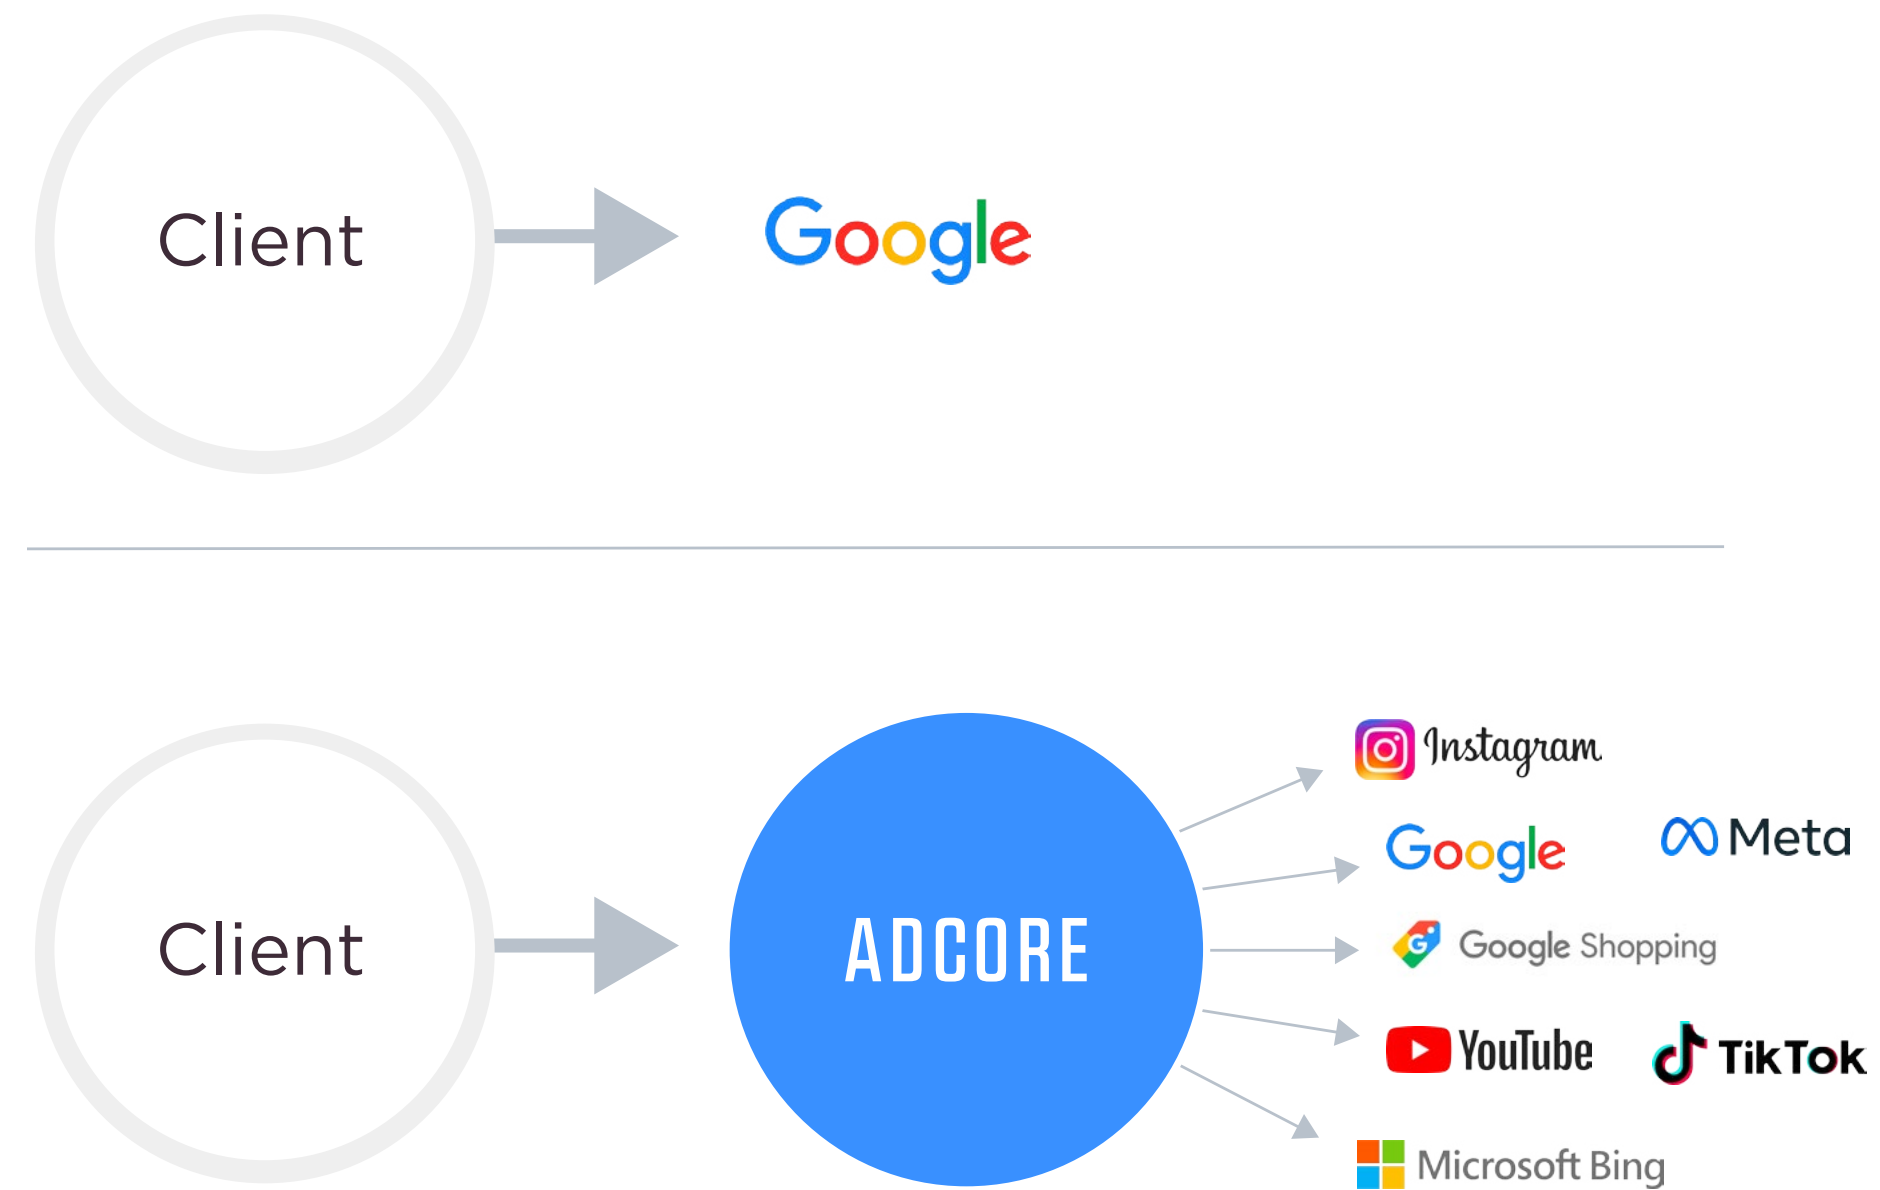 Client
Google
Client
ADCORE
Instagram
Google
Meta
Google Shopping
YouTube
TikTok
Microsoft Bing